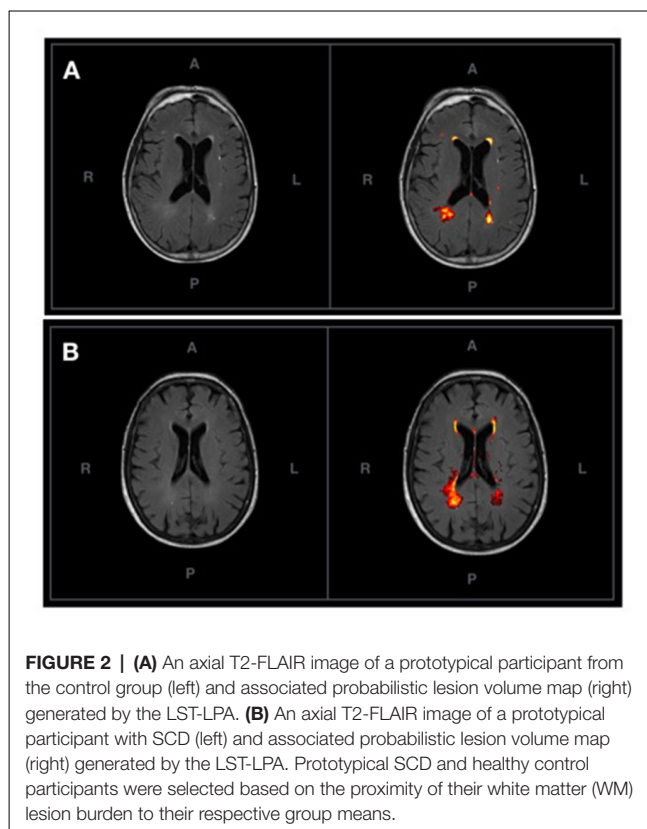 A
A
A
R
L
R
L
P
P
B
A
A
R
L
R
L
P
P
FIGURE 2 | (A) An axial T2-FLAIR image of a prototypical participant from
the control group (left) and associated probabilistic lesion volume map (right)
generated by the LST-LPA. (B) An axial T2-FLAIR image of a prototypical
participant with SCD (left) and associated probabilistic lesion volume map
(right) generated by the LST-LPA. Prototypical SCD and healthy control
participants were selected based on the proximity of their white matter (WM)
lesion burden to their respective group means.